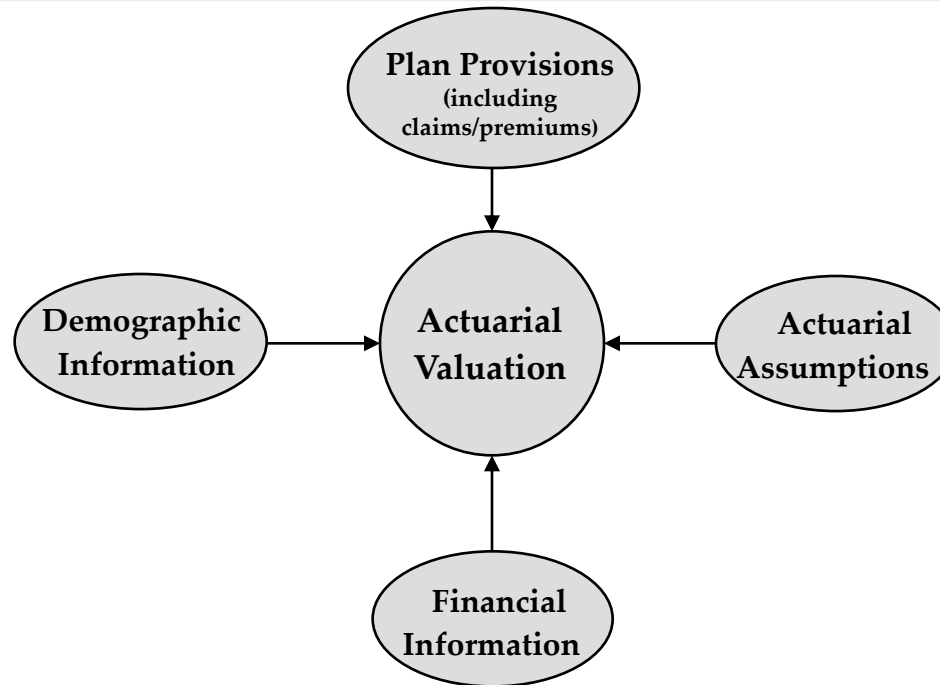 Plan Provisions
(including
claims/premiums)
Demographic
Information
Actuarial
Valuation
Actuarial
Assumptions
Financial
Information